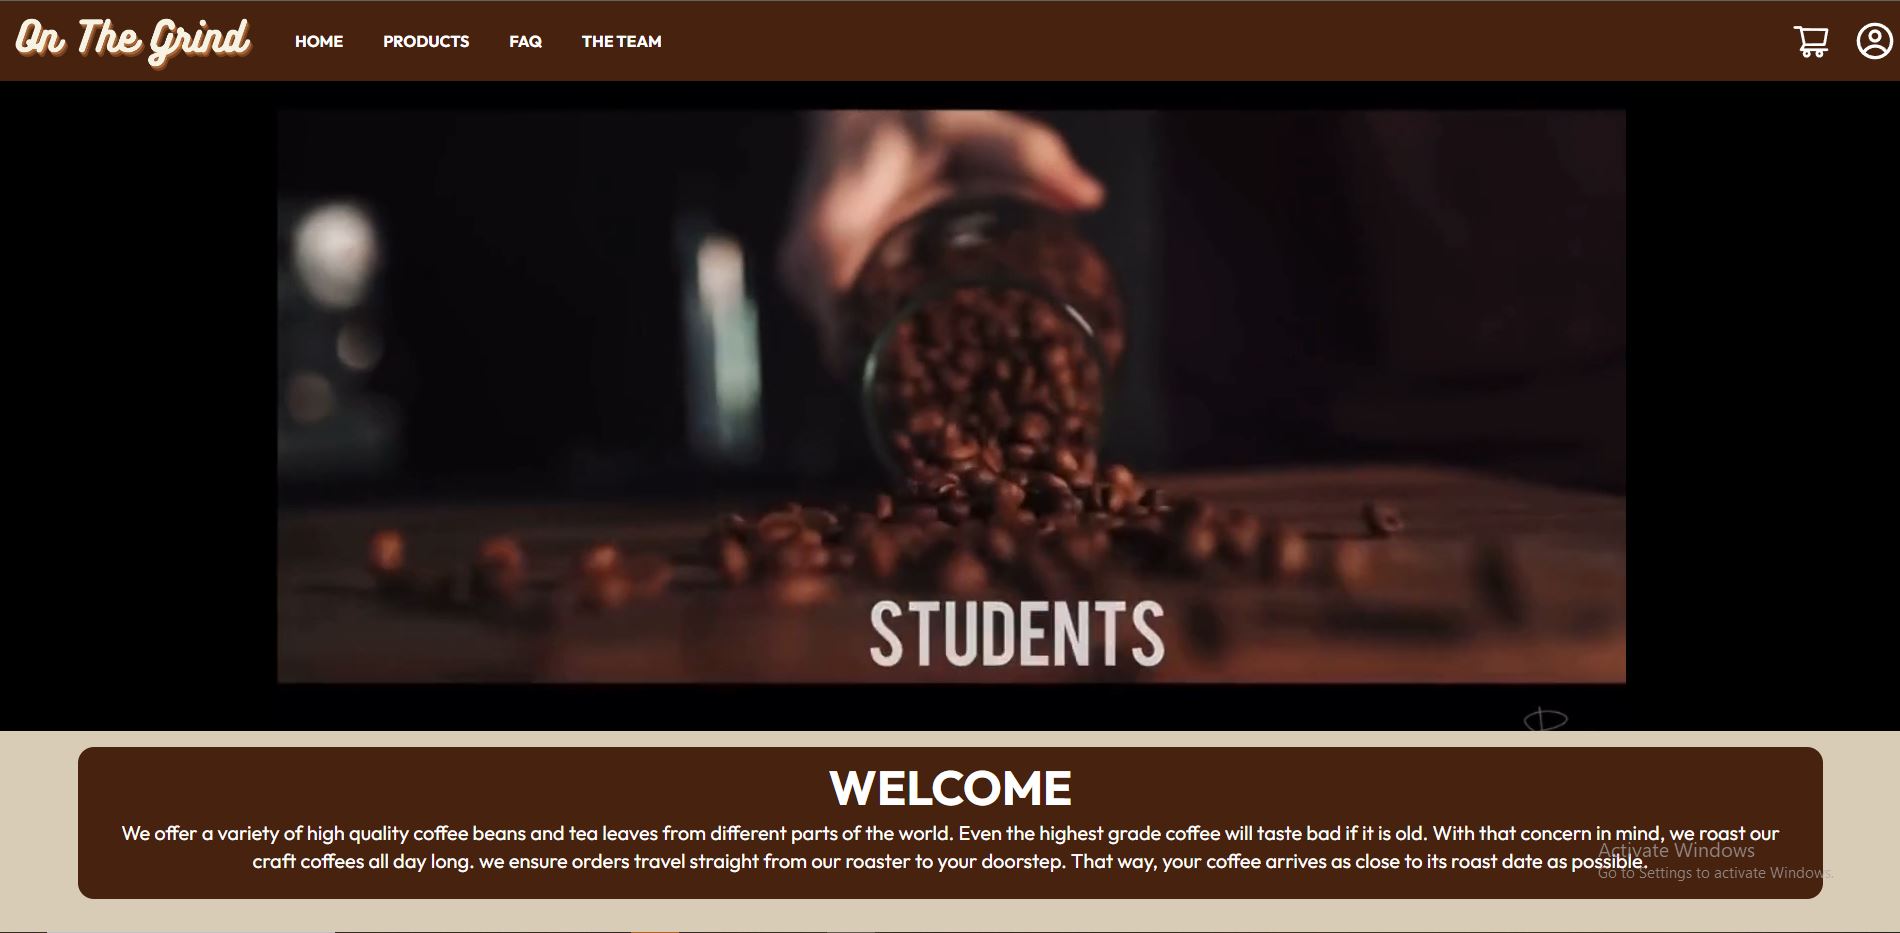 On The Grind
HOME
PRODUCTS
FAQ
THE TEAM
STUDENTS
WELCOME
We offer a variety of high quality coffee beans and tea leaves from different parts of the world. Even the highest grade coffee will taste bad if it is old. With that concern in mind, we roast our
craft coffees all day long. we ensure orders travel straight from our roaster to your doorstep. That way, your coffee arrives as close to its roast date as possible.
Activate Windows
Go to Settings to activate Windows.